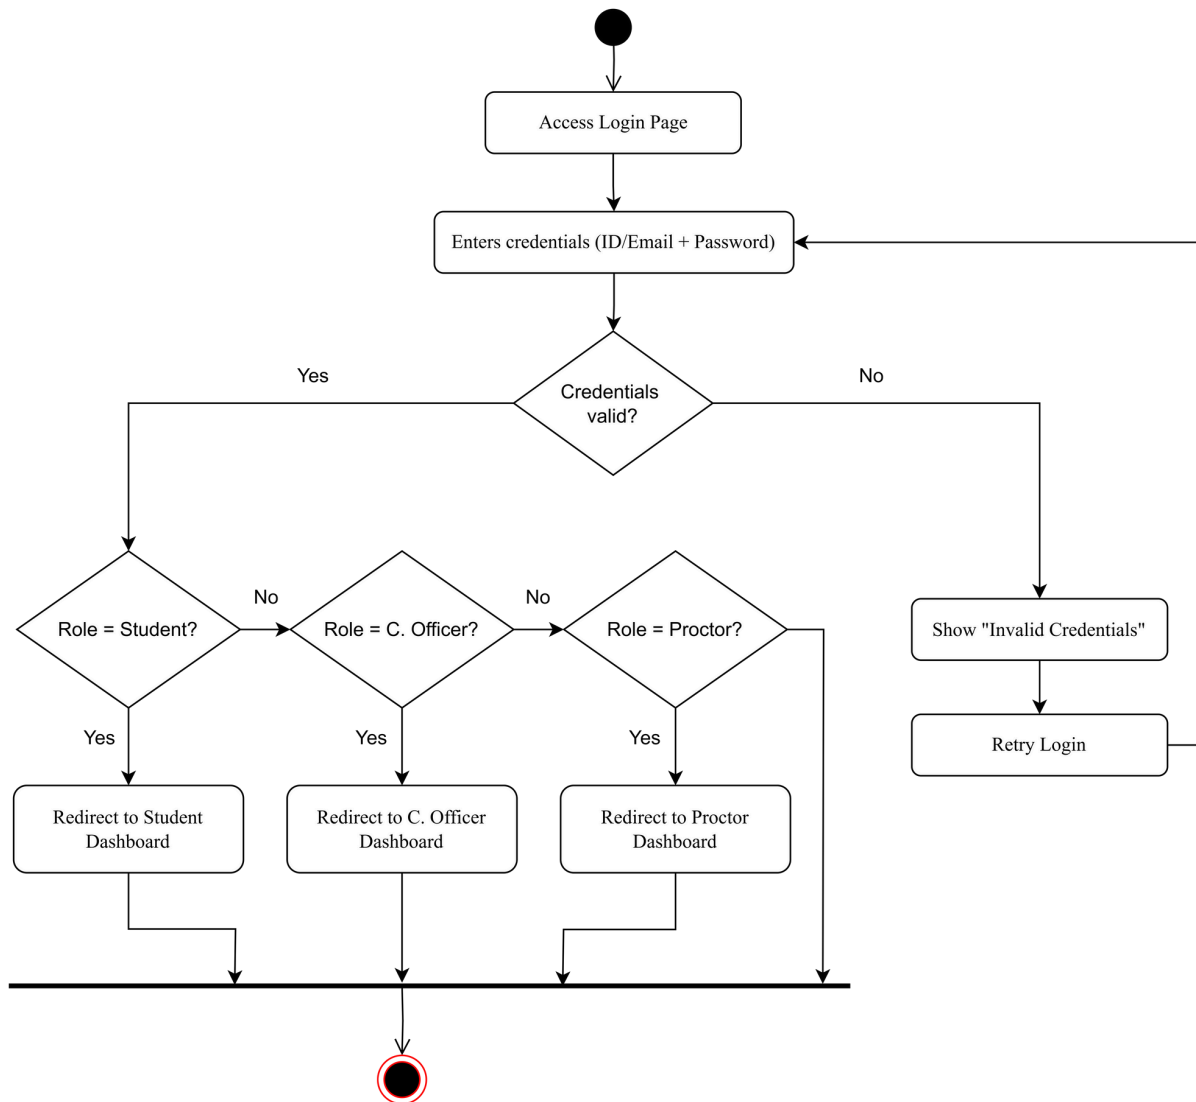 Access Login Page
Enters credentials (ID/Email + Password)
Yes
Credentials
valid?
No
Role = Student?
No
Role = C. Officer?
No
Role = Proctor?
Show "Invalid Credentials"
Yes
Yes
Yes
Retry Login
Redirect to Student
Dashboard
Redirect to C. Officer
Dashboard
Redirect to Proctor
Dashboard